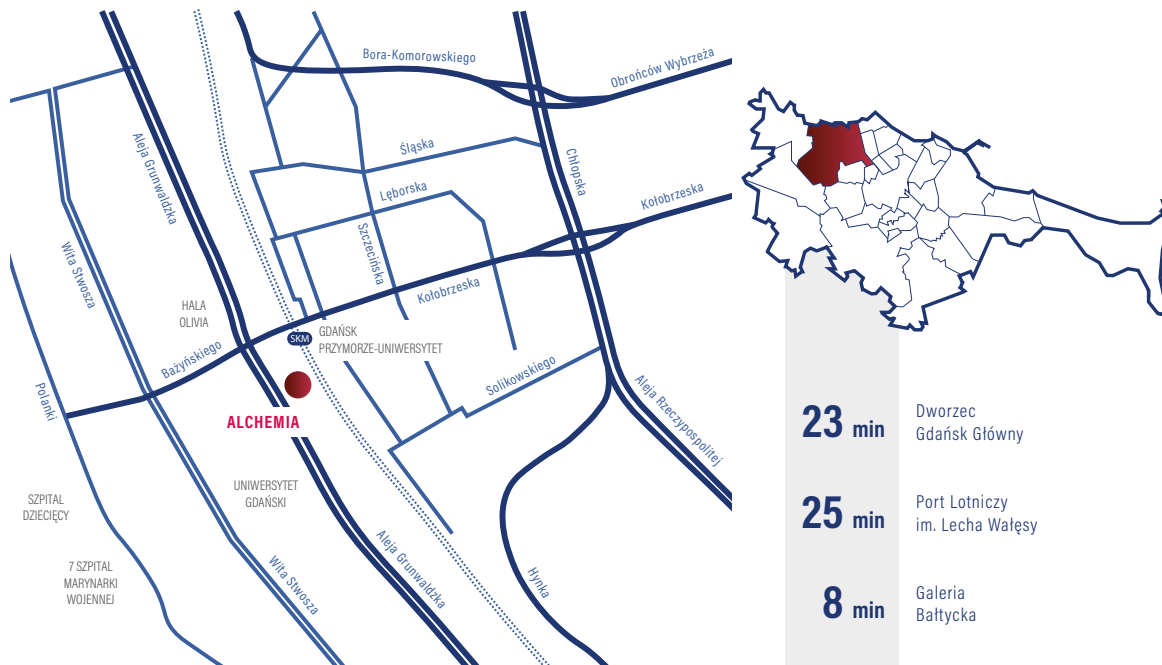 Bora-Komorowskiego
Obrońców Wybrzeża
Aleja Grunwaldzka
Śląska
Chłopska
Lęborska
Kołobrzeska
Szczecińska
Wita Stwosza
Kołobrzeska
HALA
OLIVIA
SKM
GDAŃSK
PRZYMORZE-UNIWERSYTET
Bażyńskiego
Solikowskiego
Polanki
Aleja Rzeczypospolitej
ALCHEMIA
SZPITAL
DZIECIĘCY
UNIWERSYTET
GDAŃSKI
7 SZPITAL
MARYNARKI
WOJENNEJ
Aleja Grunwaldzka
Wita Stwosza
Hynka
23 min
Dworzec
Gdańsk Główny
25 min
Port Lotniczy
im. Lecha Wałęsy
8 min
Galeria
Bałtycka